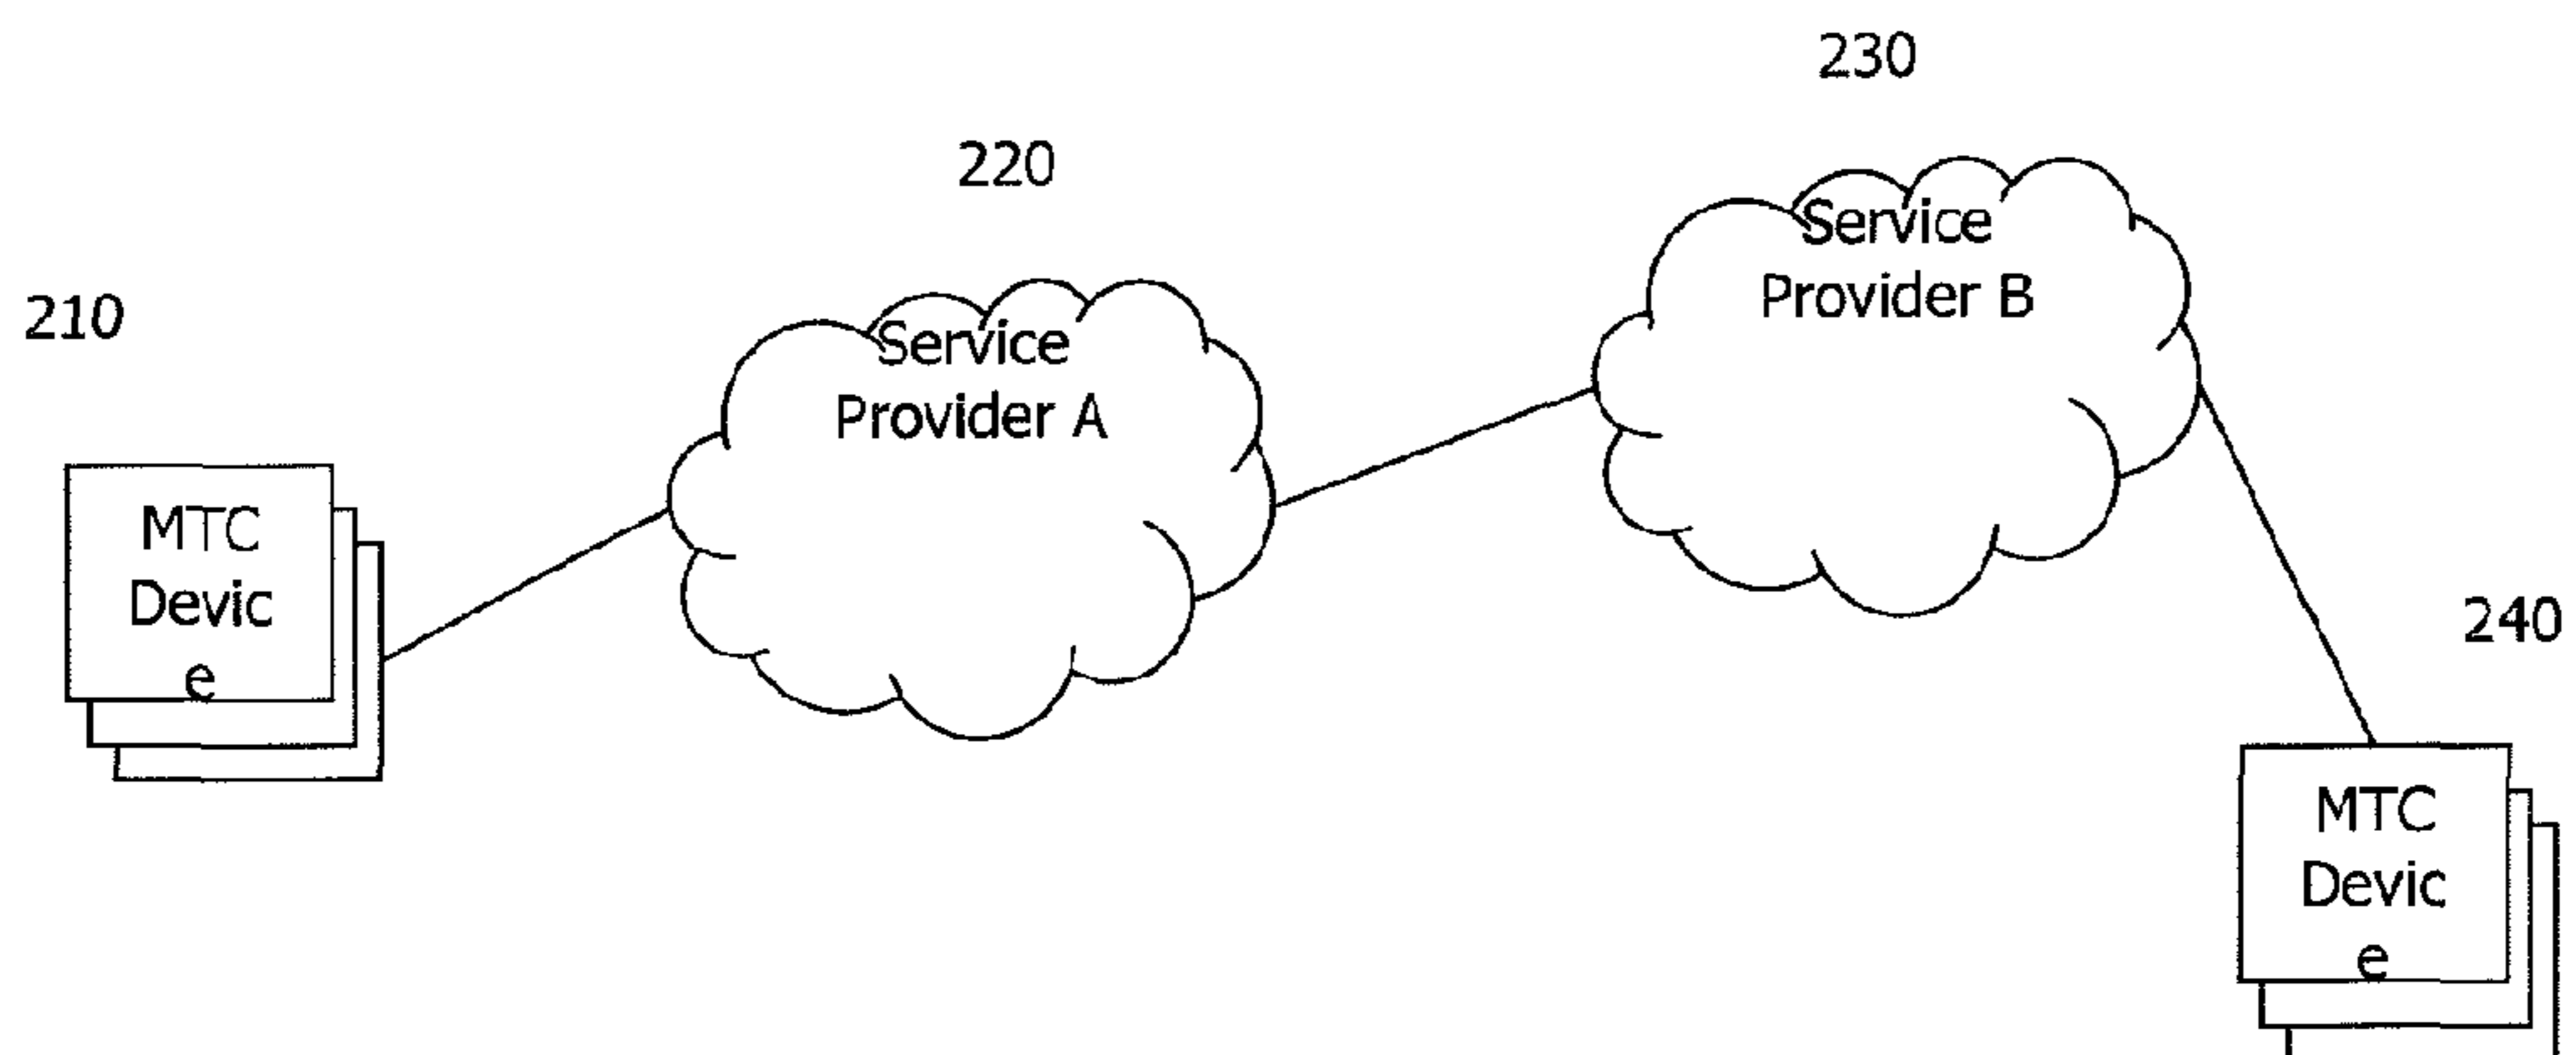 230
220
Service
Provider B
210
Service
Provider A
MTC
Devic
e
240
MTC
Devic
e